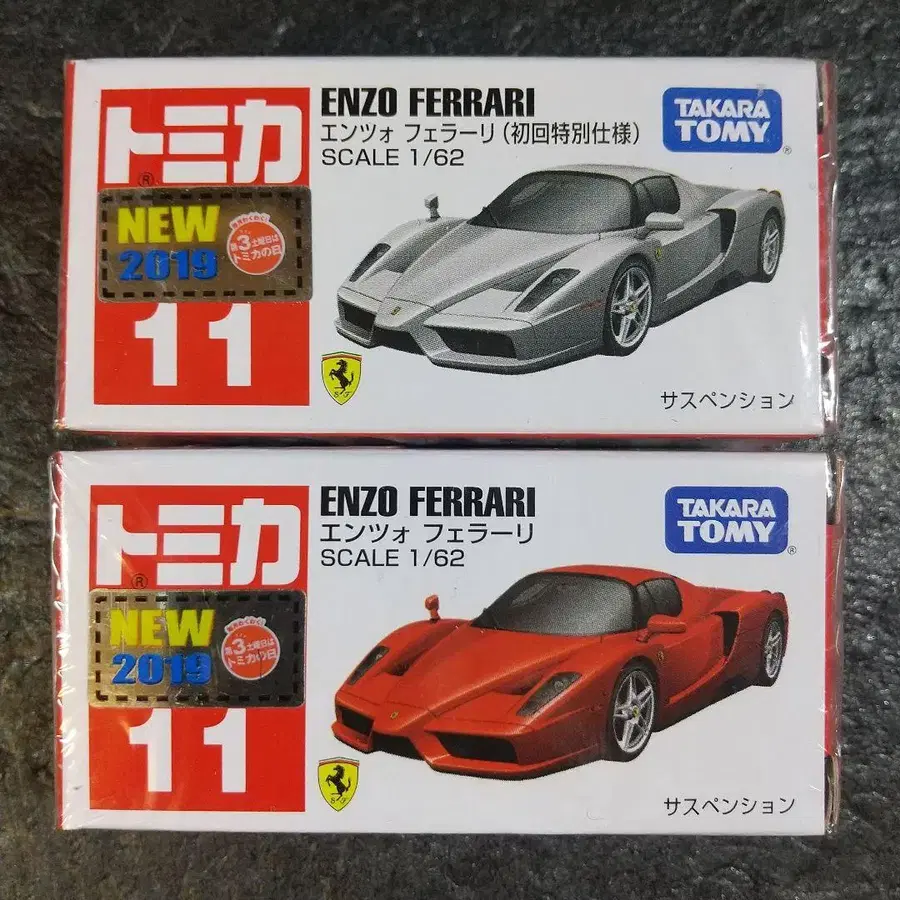 トミカ
®
NEW
2019
第3土曜日は
トミカの日
11
ENZO FERRARI
エンツォ フェラーリ(初回特別仕様)
SCALE 1/62
TAKARA
TOMY
®
S F
サスペンション
トミカ
®
NEW
2019
第3土曜日は
トミカの日
11
ENZO FERRARI
エンツォ フェラーリ
SCALE 1/62
TAKARA
TOMY
®
S F
サスペンション